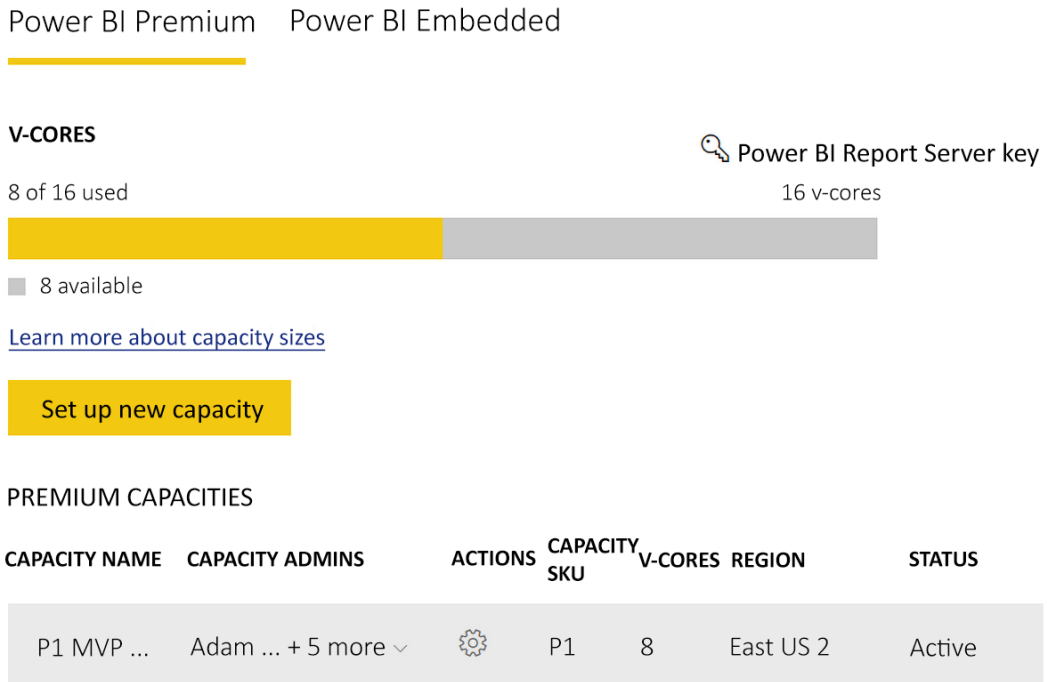 Power BI Premium Power BI Embedded
V-CORES
Power BI Report Server key
8 of 16 used 16 v-cores
8 available
Learn more about capacity sizes
Set up new capacity
PREMIUM CAPACITIES
CAPACITY NAME CAPACITY ADMINS ACTIONS CAPACITY SKU V-CORES REGION STATUS
P1 MVP ... Adam ... + 5 more P1 8 East US 2 Active